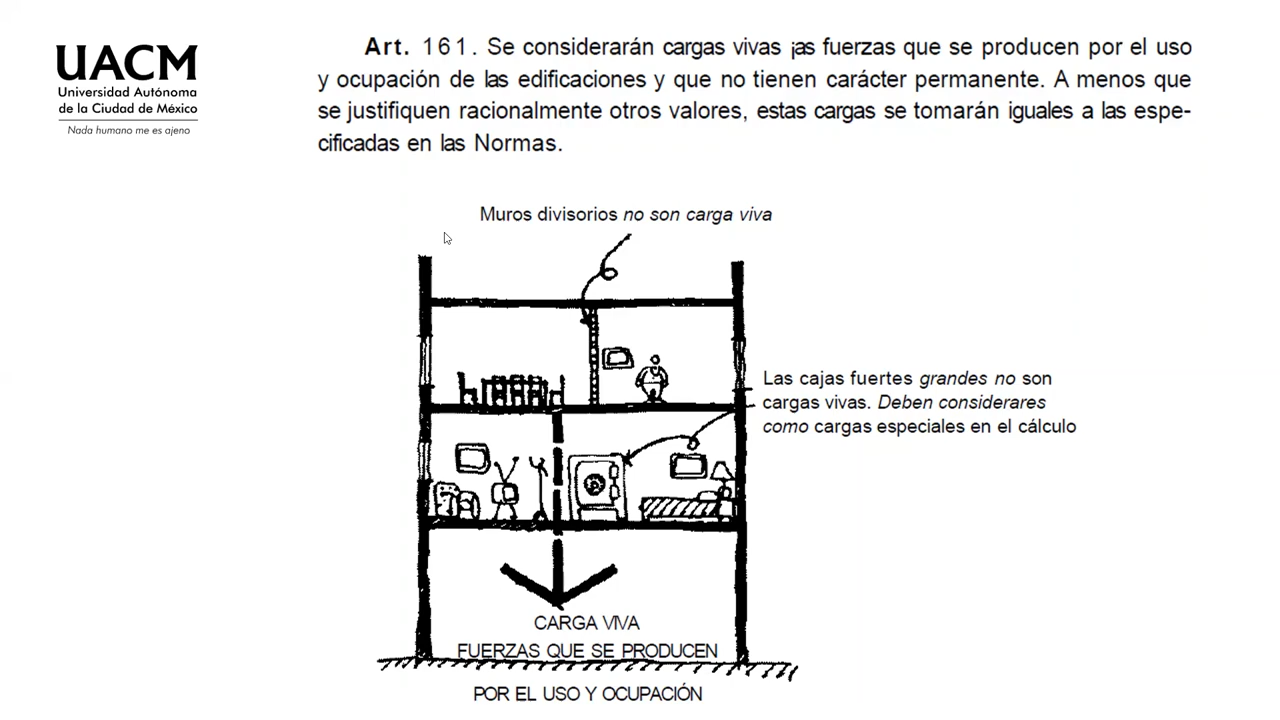 UACM
Universidad Autónoma
de la Ciudad de México
Nada humano me es ajeno
Art. 161. Se considerarán cargas vivas ¡as fuerzas que se producen por el uso
y ocupación de las edificaciones y que no tienen carácter permanente. A menos que
se justifiquen racionalmente otros valores, estas cargas se tomarán iguales a las espe-
cificadas en las Normas.
Muros divisorios no son carga viva
Las cajas fuertes grandes no son
cargas vivas. Deben considerares
como cargas especiales en el cálculo
CARGA VIVA
FUERZAS QUE SE PRODUCEN
POR EL USO Y OCUPACIÓN